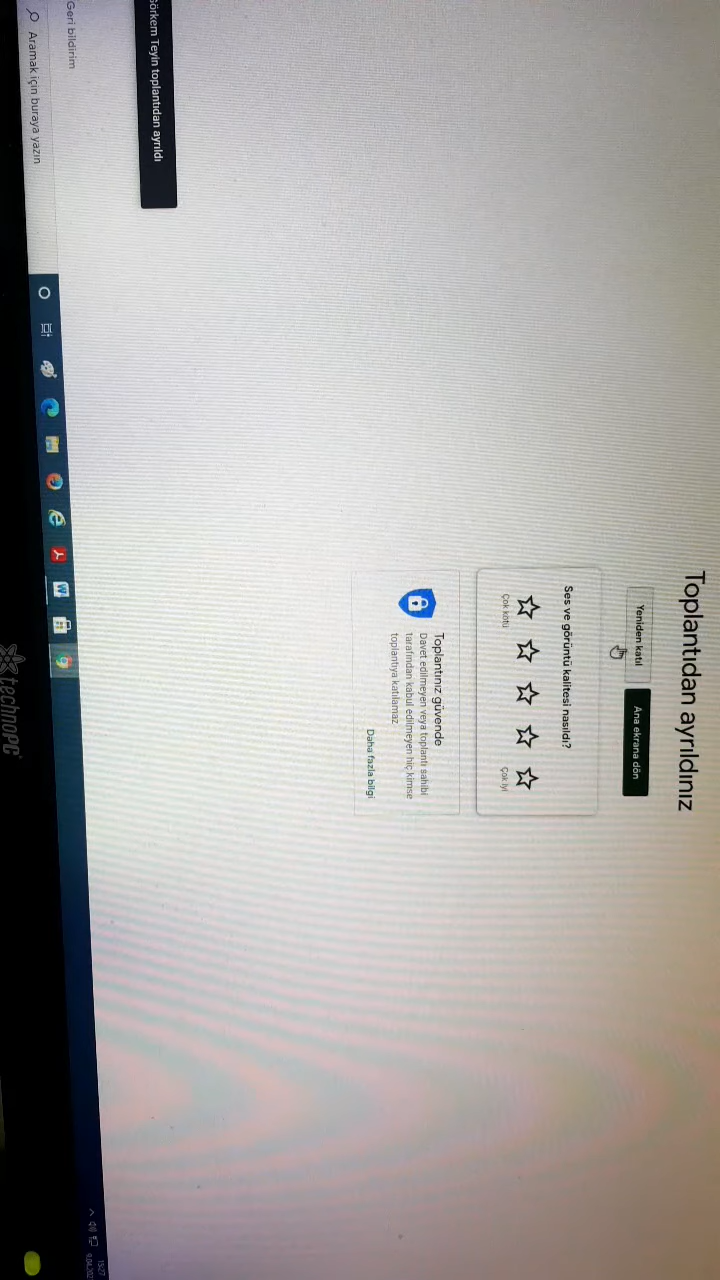 Toplantıdan ayrıldınız
Yeniden katıl
Ana ekrana dön
Ses ve görüntü kalitesi nasıldı?
Çok kötü
Çok iyi
Toplantınız güvende
Davet edilmeyen veya toplantı sahibi
tarafından kabul edilmeyen hiç kimse
toplantıya katılamaz
Daha fazla bilgi
Görkem Teyin toplantıdan ayrıldı
Geri bildirim
Aramak için buraya yazın
15:27
technoPC